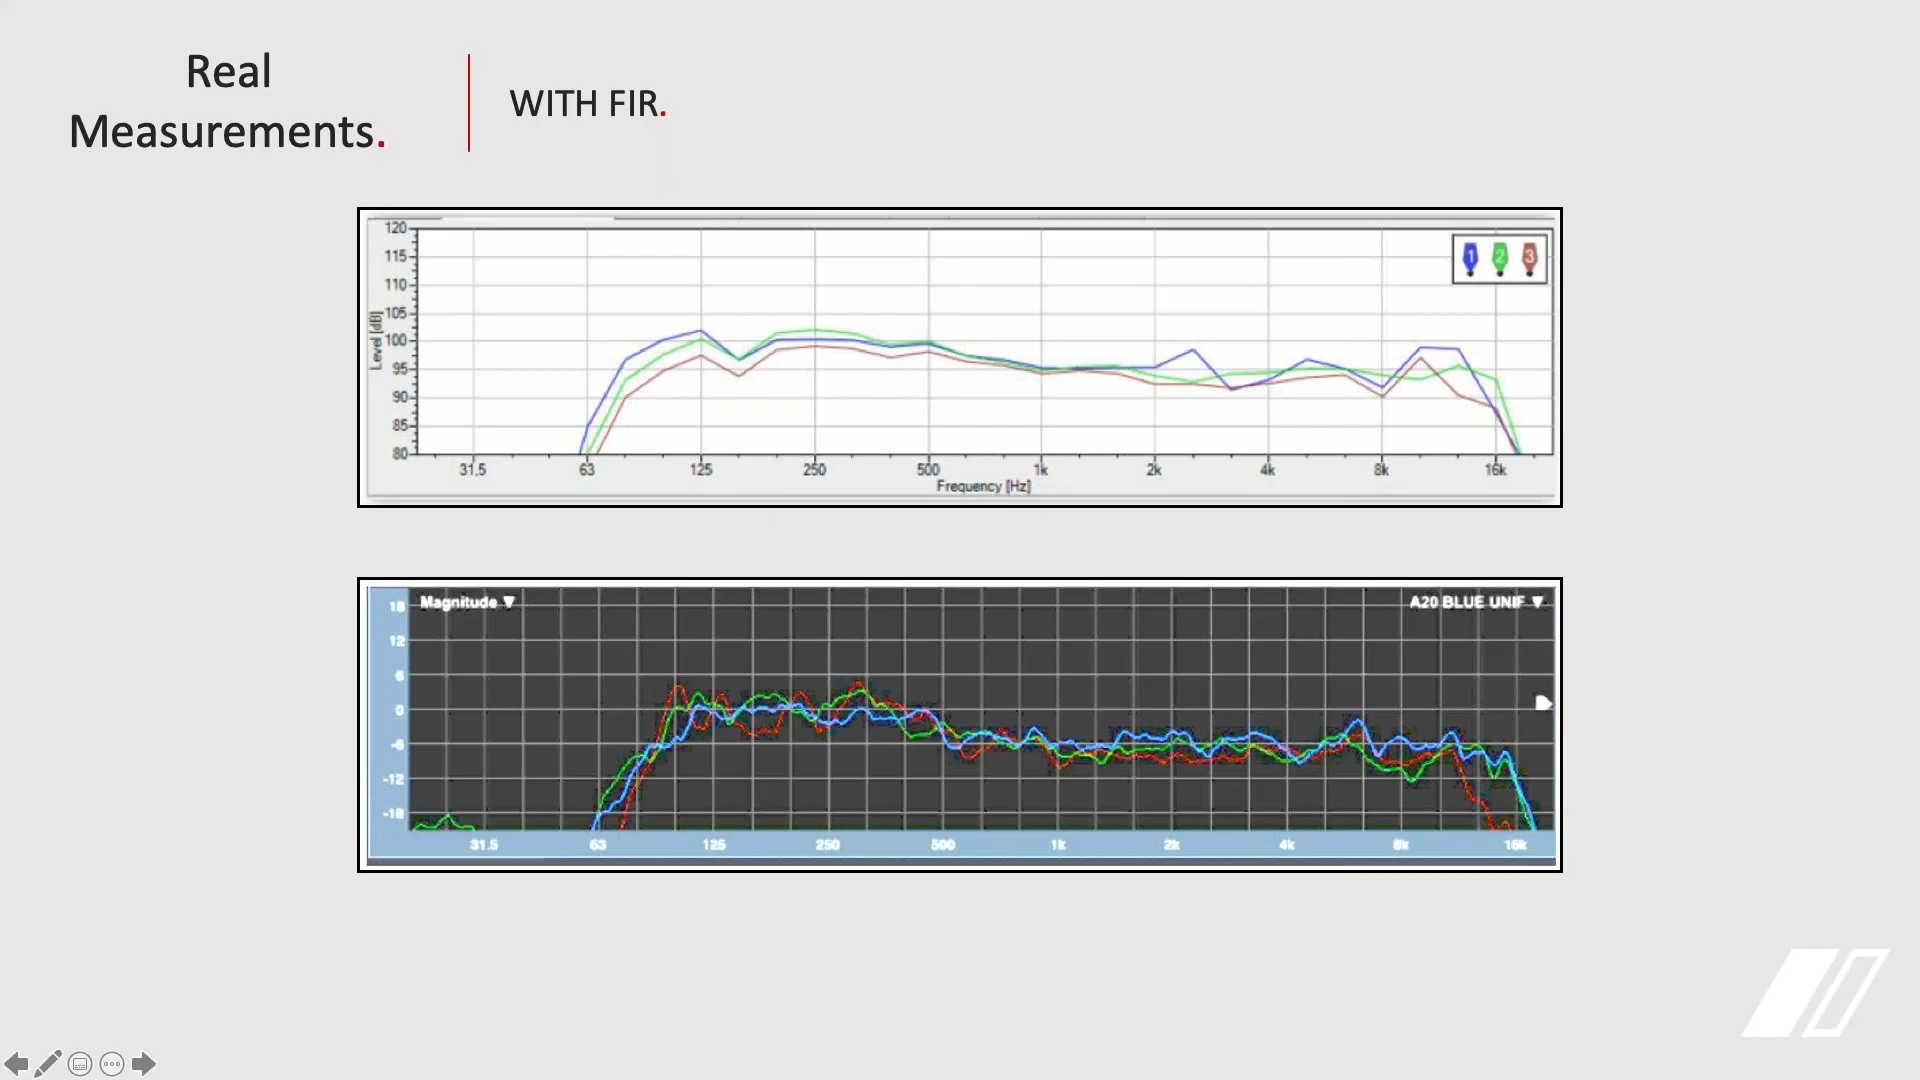 Real
Measurements.
WITH FIR.
120
115
110
105
100
95
90
85
80
Level [dB]
1 2 3
31,5 63 125 250 500 1k 2k 4k 8k 16k
Frequency [Hz]
Magnitude ▼
A20 BLUE UNIF ▼
18
12
6
0
-6
-12
-18
31.5 63 125 250 500 1k 2k 4k 8k 16k